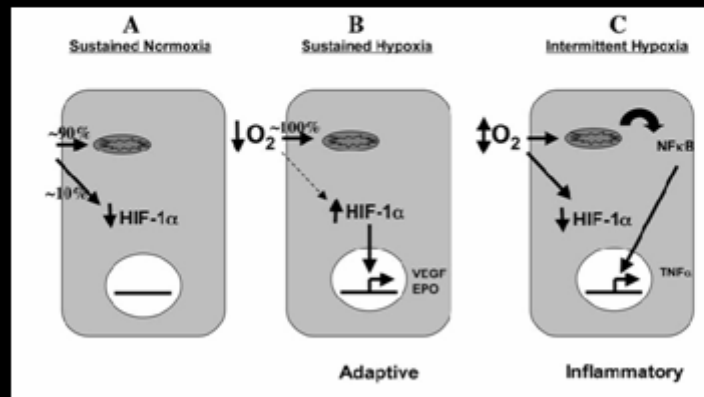 A
Sustained Normoxia
~90%
~10%
HIF-1α
B
Sustained Hypoxia
O₂
~100%
HIF-1α
VEGF
EPO
Adaptive
C
Intermittent Hypoxia
O₂
NFκB
HIF-1α
TNFα
Inflammatory